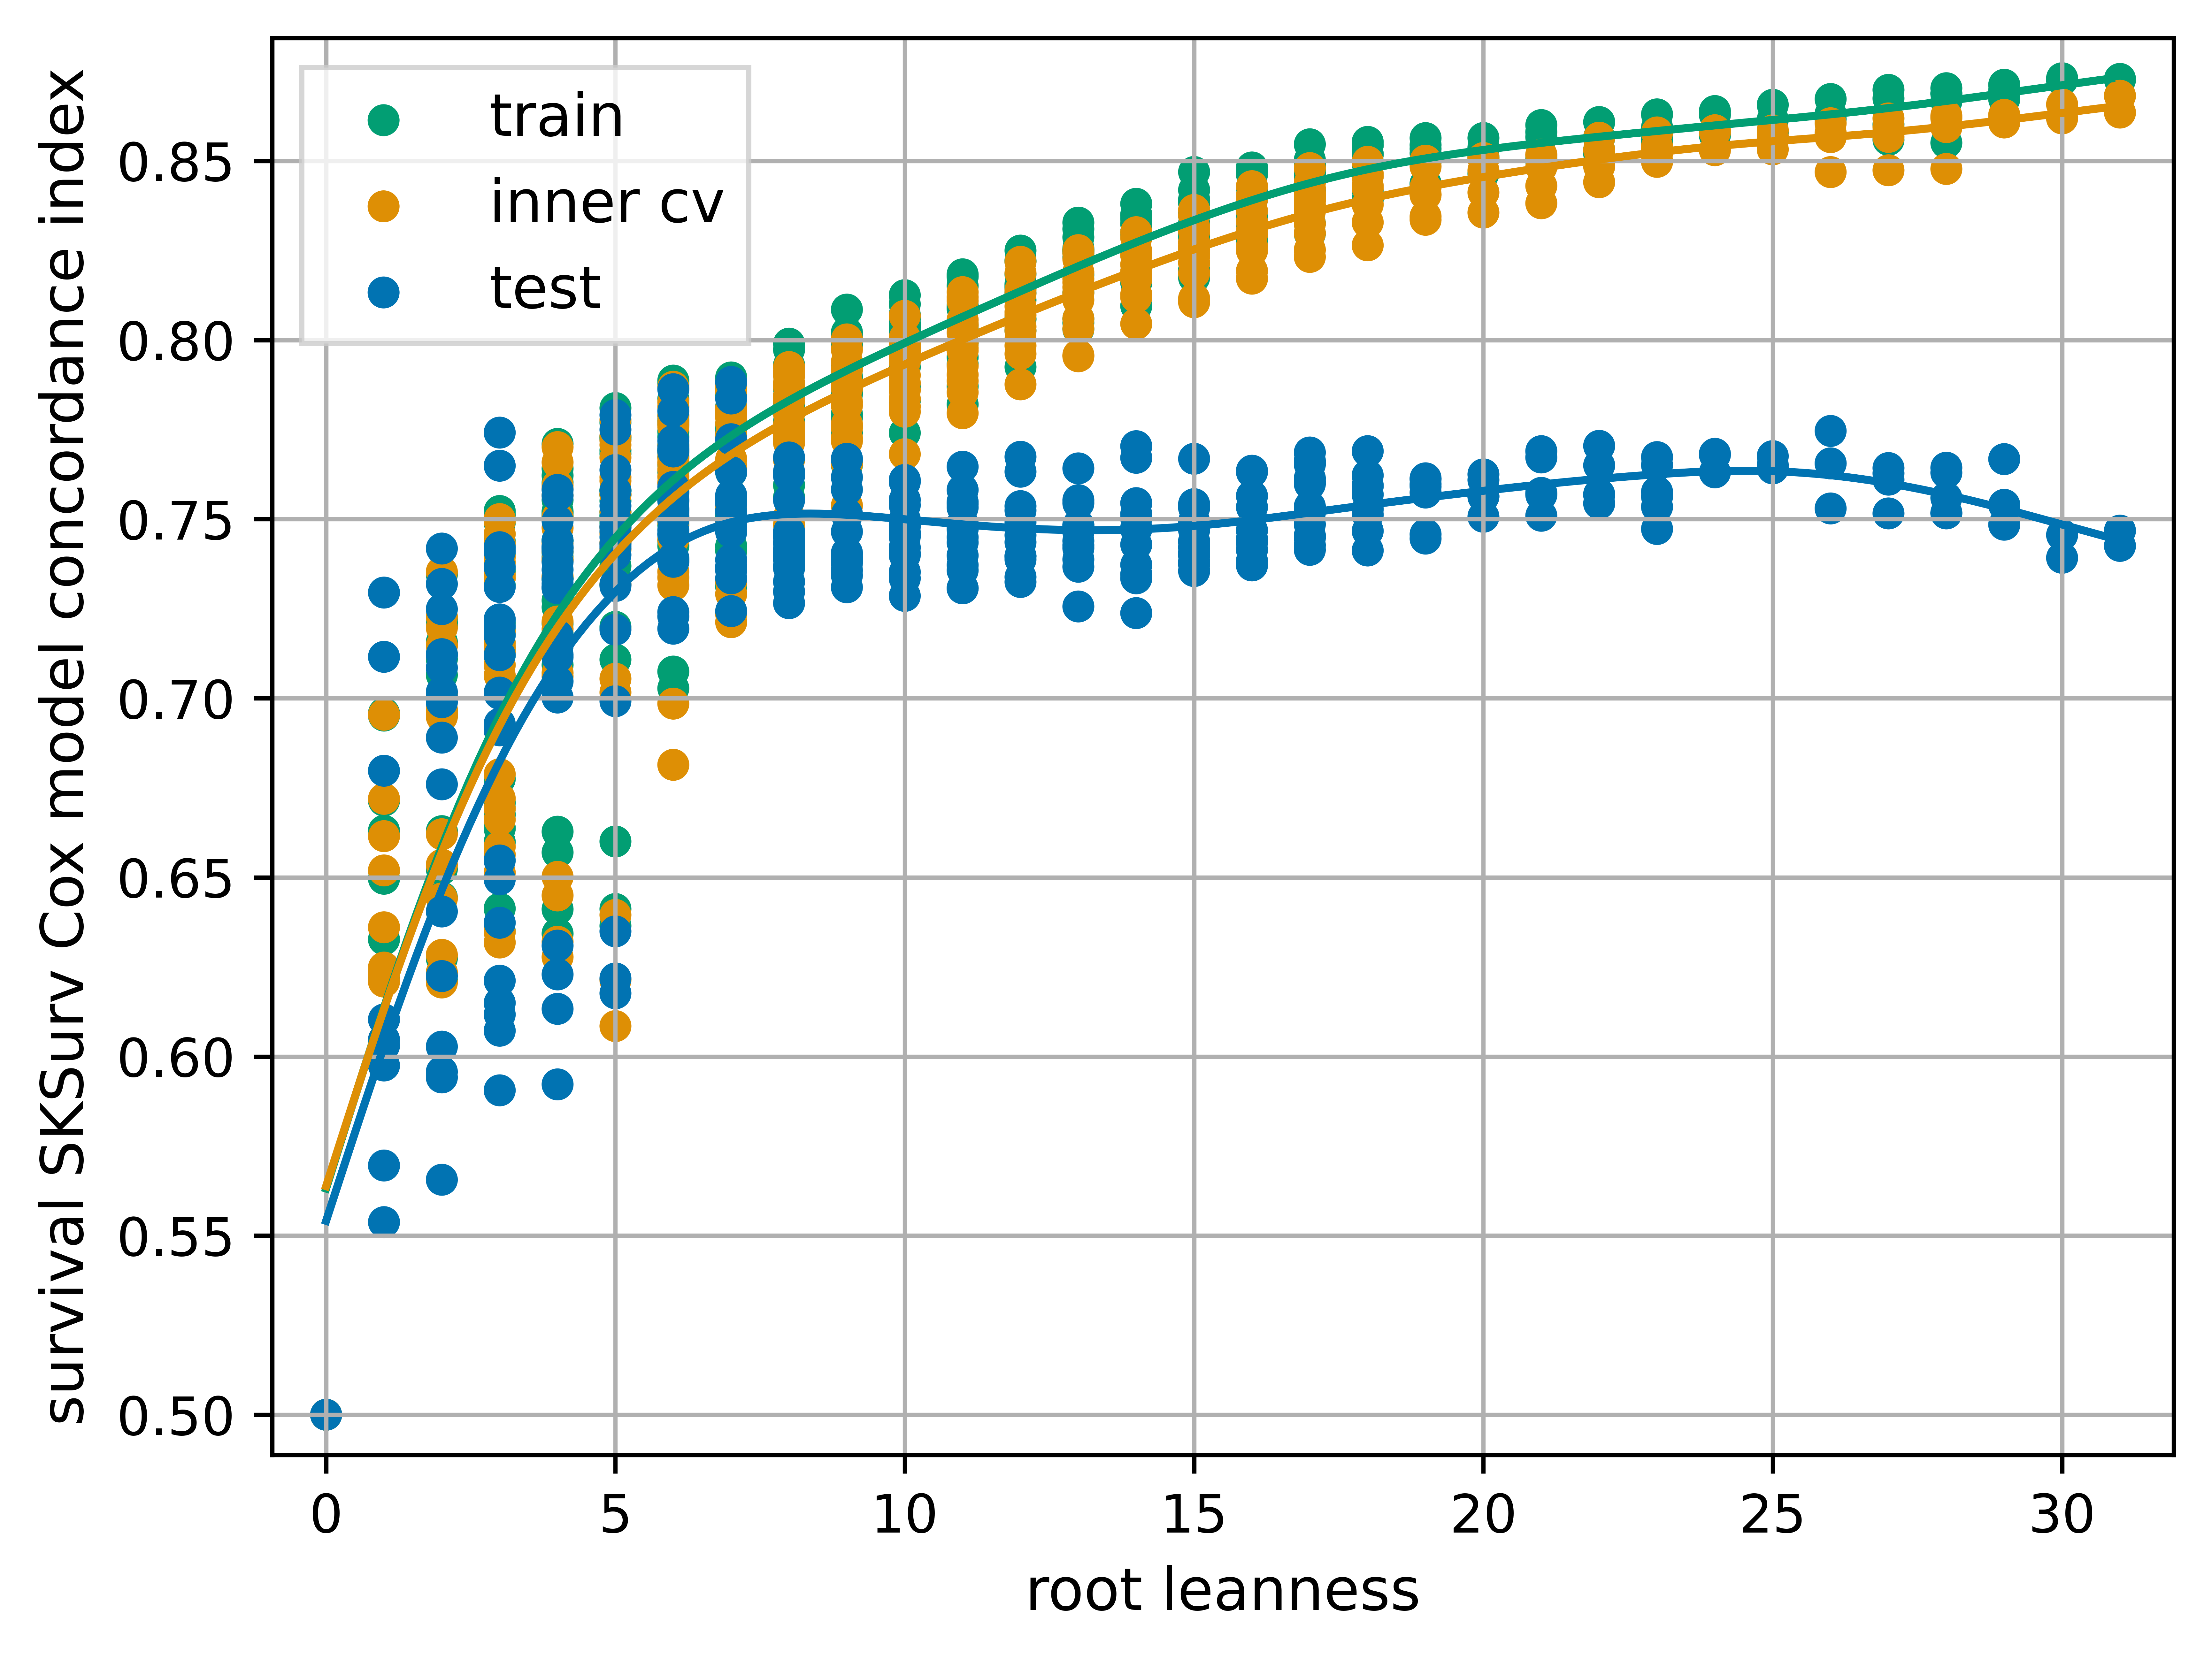 train
inner cv
test
survival SKSurv Cox model concordance index
0.85
0.80
0.75
0.70
0.65
0.60
0.55
0.50
0 5 10 15 20 25 30
root leanness